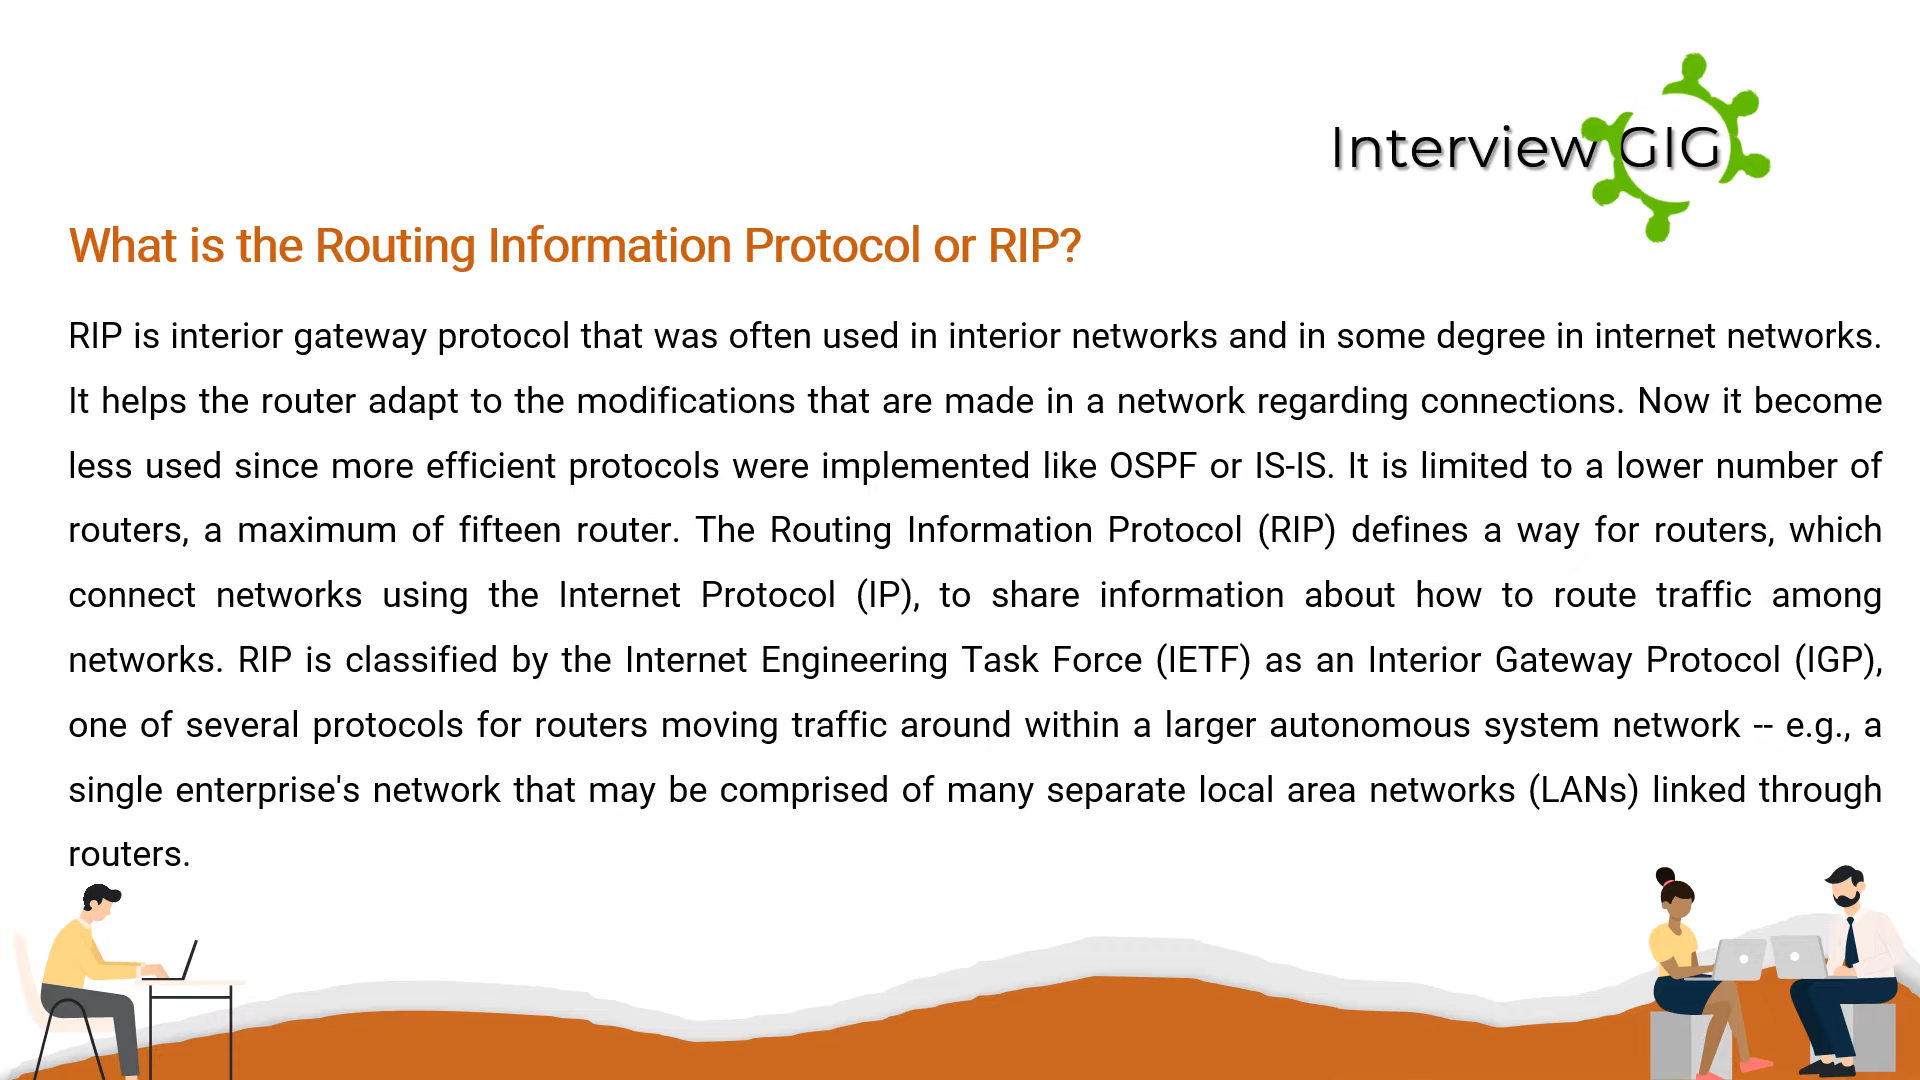 Interview GIG
What is the Routing Information Protocol or RIP?
RIP is interior gateway protocol that was often used in interior networks and in some degree in internet networks.
It helps the router adapt to the modifications that are made in a network regarding connections. Now it become
less used since more efficient protocols were implemented like OSPF or IS-IS. It is limited to a lower number of
routers, a maximum of fifteen router. The Routing Information Protocol (RIP) defines a way for routers, which
connect networks using the Internet Protocol (IP), to share information about how to route traffic among
networks. RIP is classified by the Internet Engineering Task Force (IETF) as an Interior Gateway Protocol (IGP),
one of several protocols for routers moving traffic around within a larger autonomous system network -- e.g., a
single enterprise's network that may be comprised of many separate local area networks (LANs) linked through
routers.